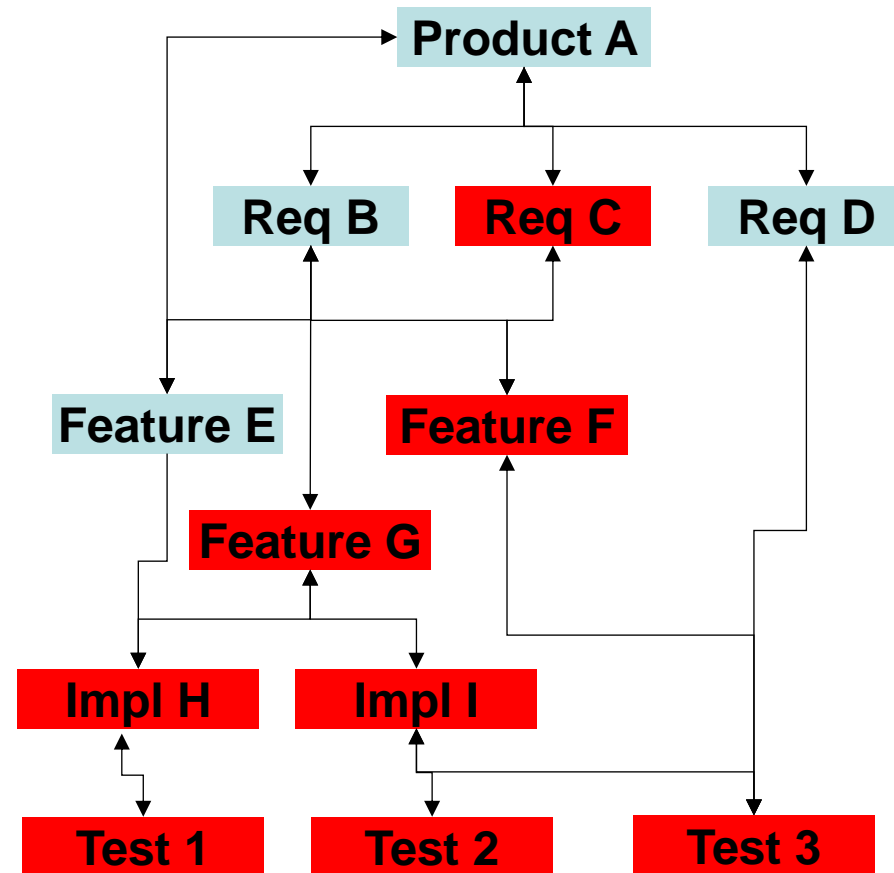 Product A
Req B
Req C
Req D
Feature E
Feature F
Feature G
Impl H
Impl I
Test 1
Test 2
Test 3